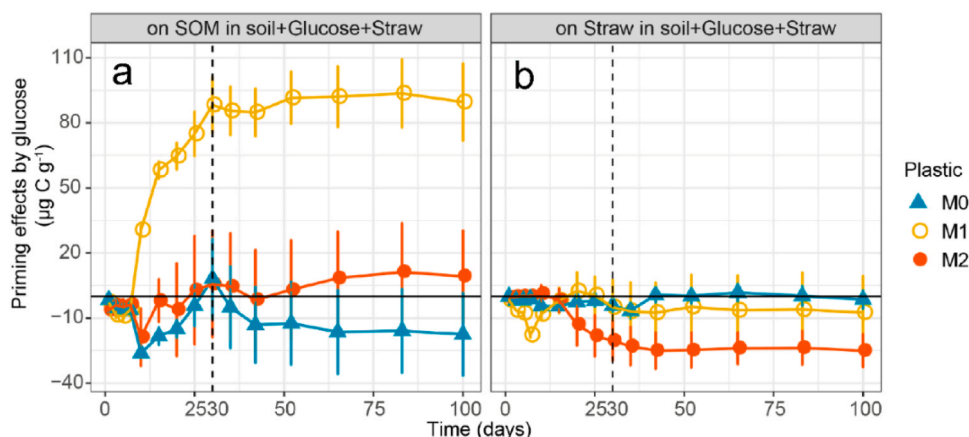 on SOM in soil+Glucose+Straw
on Straw in soil+Glucose+Straw
a
b
Priming effects by glucose
(µg C g⁻¹)
110
80
50
20
−10
−40
Plastic
M0
M1
M2
0 25 30 50 75 100
0 25 30 50 75 100
Time (days)